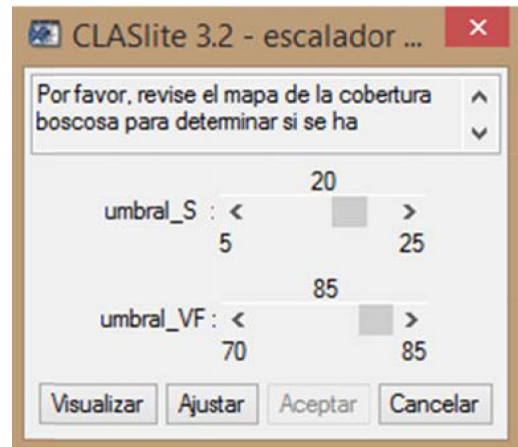 CLASlite 3.2 - escalador ...
Por favor, revise el mapa de la cobertura
boscosa para determinar si se ha
20
umbral_S : < >
5 25
85
umbral_VF : < >
70 85
Visualizar Ajustar Aceptar Cancelar